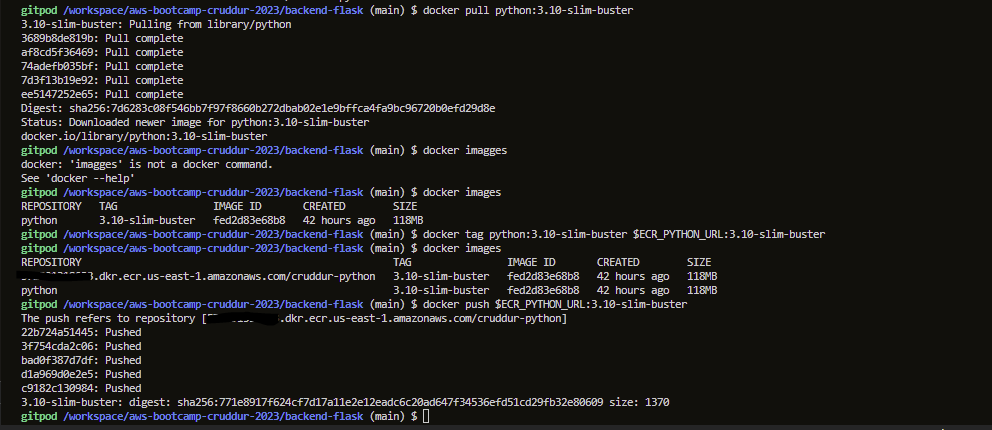 gitpod /workspace/aws-bootcamp-cruddur-2023/backend-flask (main) $ docker pull python:3.10-slim-buster
3.10-slim-buster: Pulling from library/python
3689b8de819b: Pull complete
af8cd5f36469: Pull complete
74adefb035bf: Pull complete
7d3f13b19e92: Pull complete
ee5147252e65: Pull complete
Digest: sha256:7d6283c08f546bb7f97f8660b272dbab02e1e9bffca4fa9bc96720b0efd29d8e
Status: Downloaded newer image for python:3.10-slim-buster
docker.io/library/python:3.10-slim-buster
gitpod /workspace/aws-bootcamp-cruddur-2023/backend-flask (main) $ docker imagges
docker: 'imagges' is not a docker command.
See 'docker --help'
gitpod /workspace/aws-bootcamp-cruddur-2023/backend-flask (main) $ docker images
REPOSITORY TAG IMAGE ID CREATED SIZE
python 3.10-slim-buster fed2d83e68b8 42 hours ago 118MB
gitpod /workspace/aws-bootcamp-cruddur-2023/backend-flask (main) $ docker tag python:3.10-slim-buster $ECR_PYTHON_URL:3.10-slim-buster
gitpod /workspace/aws-bootcamp-cruddur-2023/backend-flask (main) $ docker images
REPOSITORY TAG IMAGE ID CREATED SIZE
.dkr.ecr.us-east-1.amazonaws.com/cruddur-python 3.10-slim-buster fed2d83e68b8 42 hours ago 118MB
python 3.10-slim-buster fed2d83e68b8 42 hours ago 118MB
gitpod /workspace/aws-bootcamp-cruddur-2023/backend-flask (main) $ docker push $ECR_PYTHON_URL:3.10-slim-buster
The push refers to repository [.dkr.ecr.us-east-1.amazonaws.com/cruddur-python]
22b724a51445: Pushed
3f754cda2c06: Pushed
bad0f387d7df: Pushed
d1a969d0e2e5: Pushed
c9182c130984: Pushed
3.10-slim-buster: digest: sha256:771e8917f624cf7d17a11e2e12eadc6c20ad647f34536efd51cd29fb32e80609 size: 1370
gitpod /workspace/aws-bootcamp-cruddur-2023/backend-flask (main) $